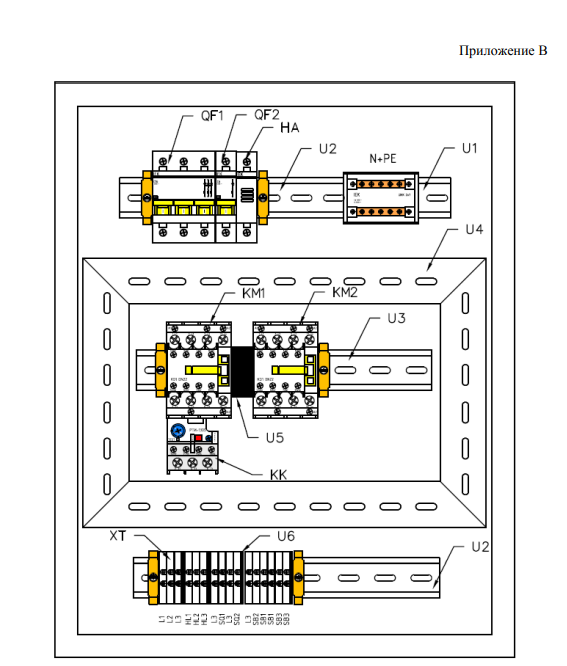 Приложение В
QF1
QF2
HA
U2
N+PE
U1
U4
KM1
KM2
U3
U5
KK
XT
U6
U2
L1
L2
L3
HL1
HL2
HL3
L3
SQ1
L3
SQ2
L3
SB2
SB1
SB1
SB3
SB3